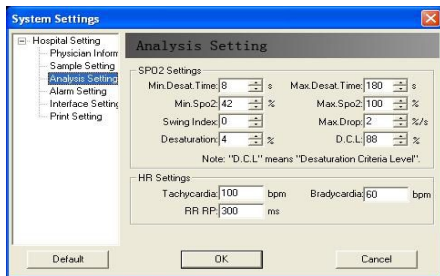 System Settings
Hospital Setting
Physician Inform
Sample Setting
Analysis Setting
Alarm Setting
Interface Setting
Print Setting
Analysis Setting
SPO2 Settings
Min.Desat.Time: 8 s Max.Desat.Time: 180 s
Min.Spo2: 42 % Max.Spo2: 100 %
Swing Index: 0 Max.Drop: 2 %/s
Desaturation: 4 % D.C.L: 88 %
Note: "D.C.L" means "Desaturation Criteria Level".
HR Settings
Tachycardia: 100 bpm Bradycardia: 60 bpm
RR RP: 300 ms
Default OK Cancel